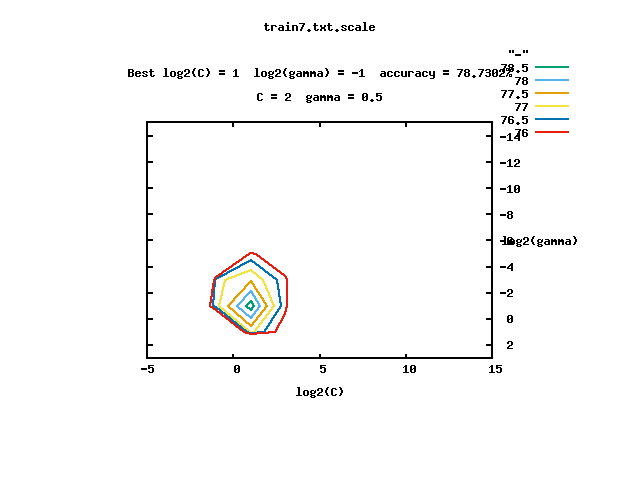 train7.txt.scale
"-"
Best log2(C) = 1 log2(gamma) = -1 accuracy = 78.7302%
78.5
78
77.5
77
76.5
76
C = 2 gamma = 0.5
-14
-12
-10
-8
-6
log2(gamma)
-4
-2
0
2
-5 0 5 10 15
log2(C)